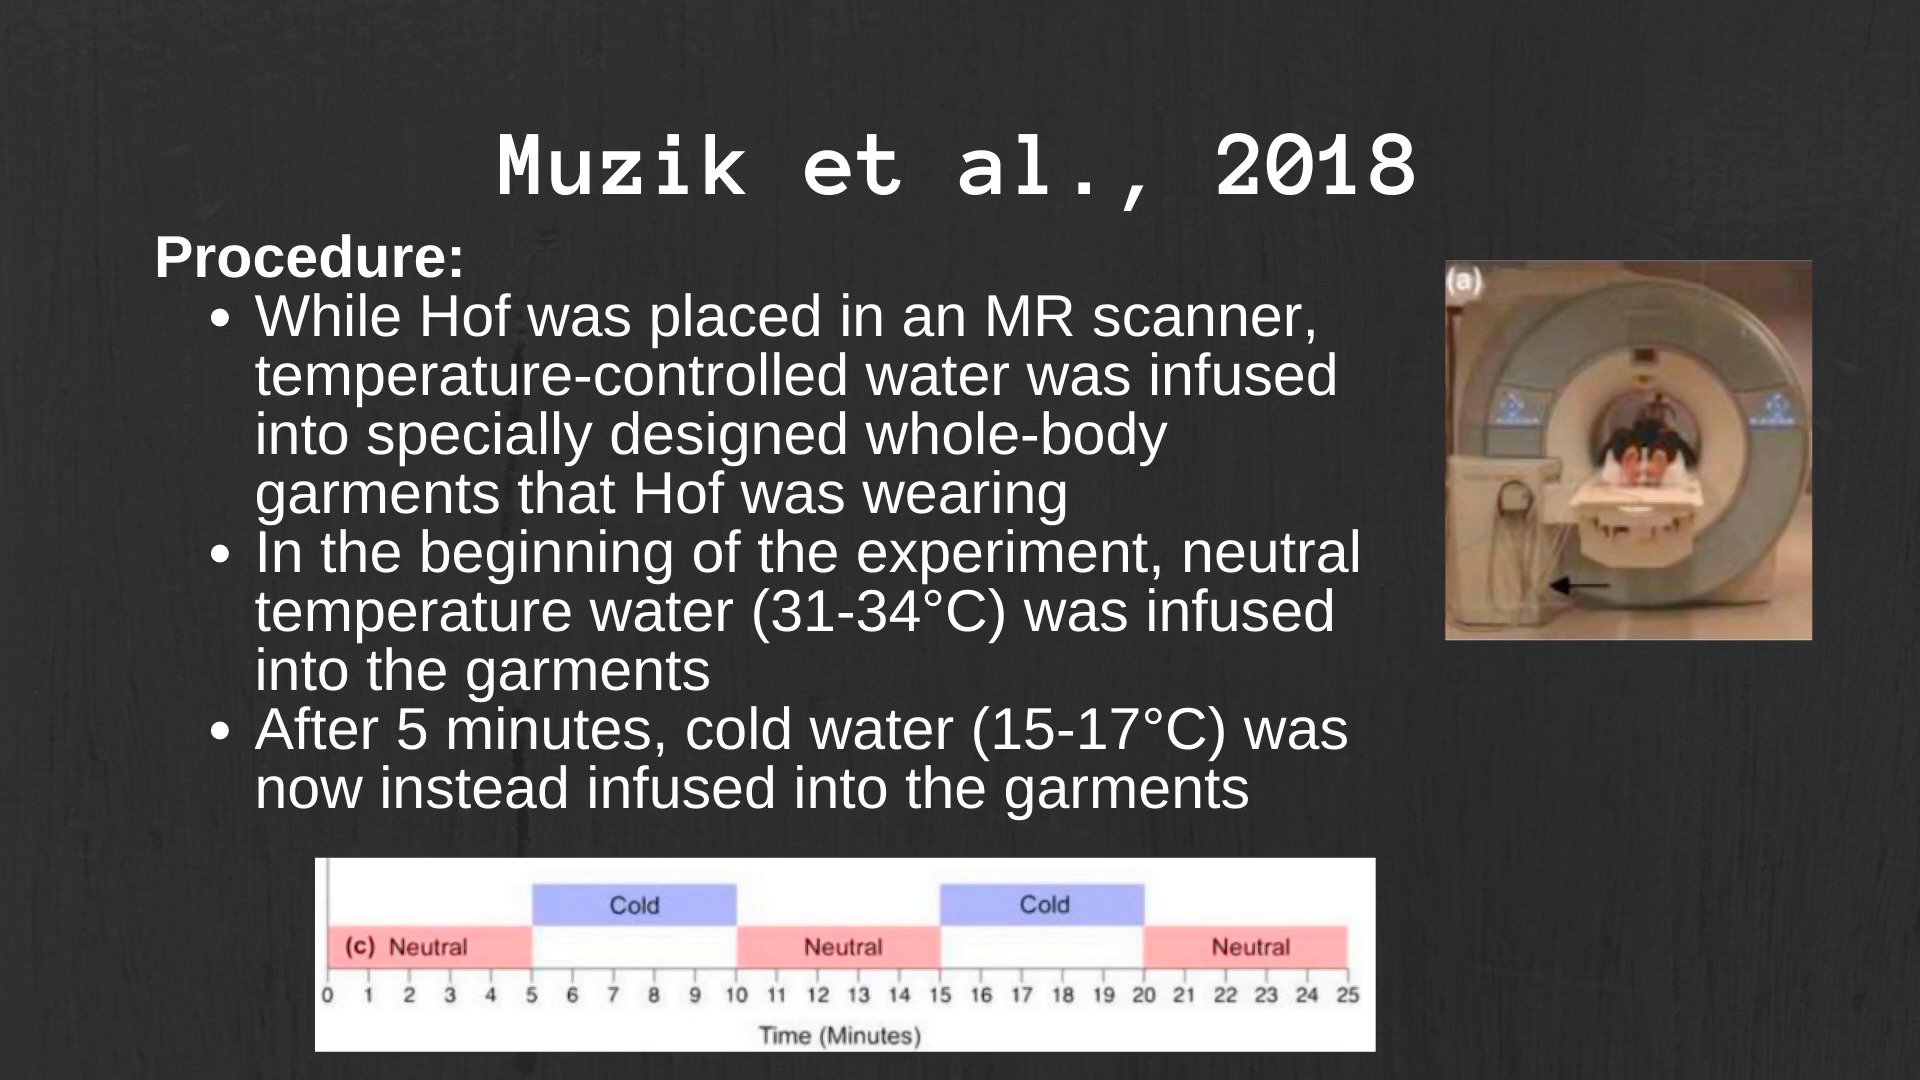 Muzik et al., 2018
Procedure:
• While Hof was placed in an MR scanner,
temperature-controlled water was infused
into specially designed whole-body
garments that Hof was wearing
• In the beginning of the experiment, neutral
temperature water (31-34°C) was infused
into the garments
• After 5 minutes, cold water (15-17°C) was
now instead infused into the garments
(a)
Cold Cold
(c) Neutral Neutral Neutral
0 1 2 3 4 5 6 7 8 9 10 11 12 13 14 15 16 17 18 19 20 21 22 23 24 25
Time (Minutes)